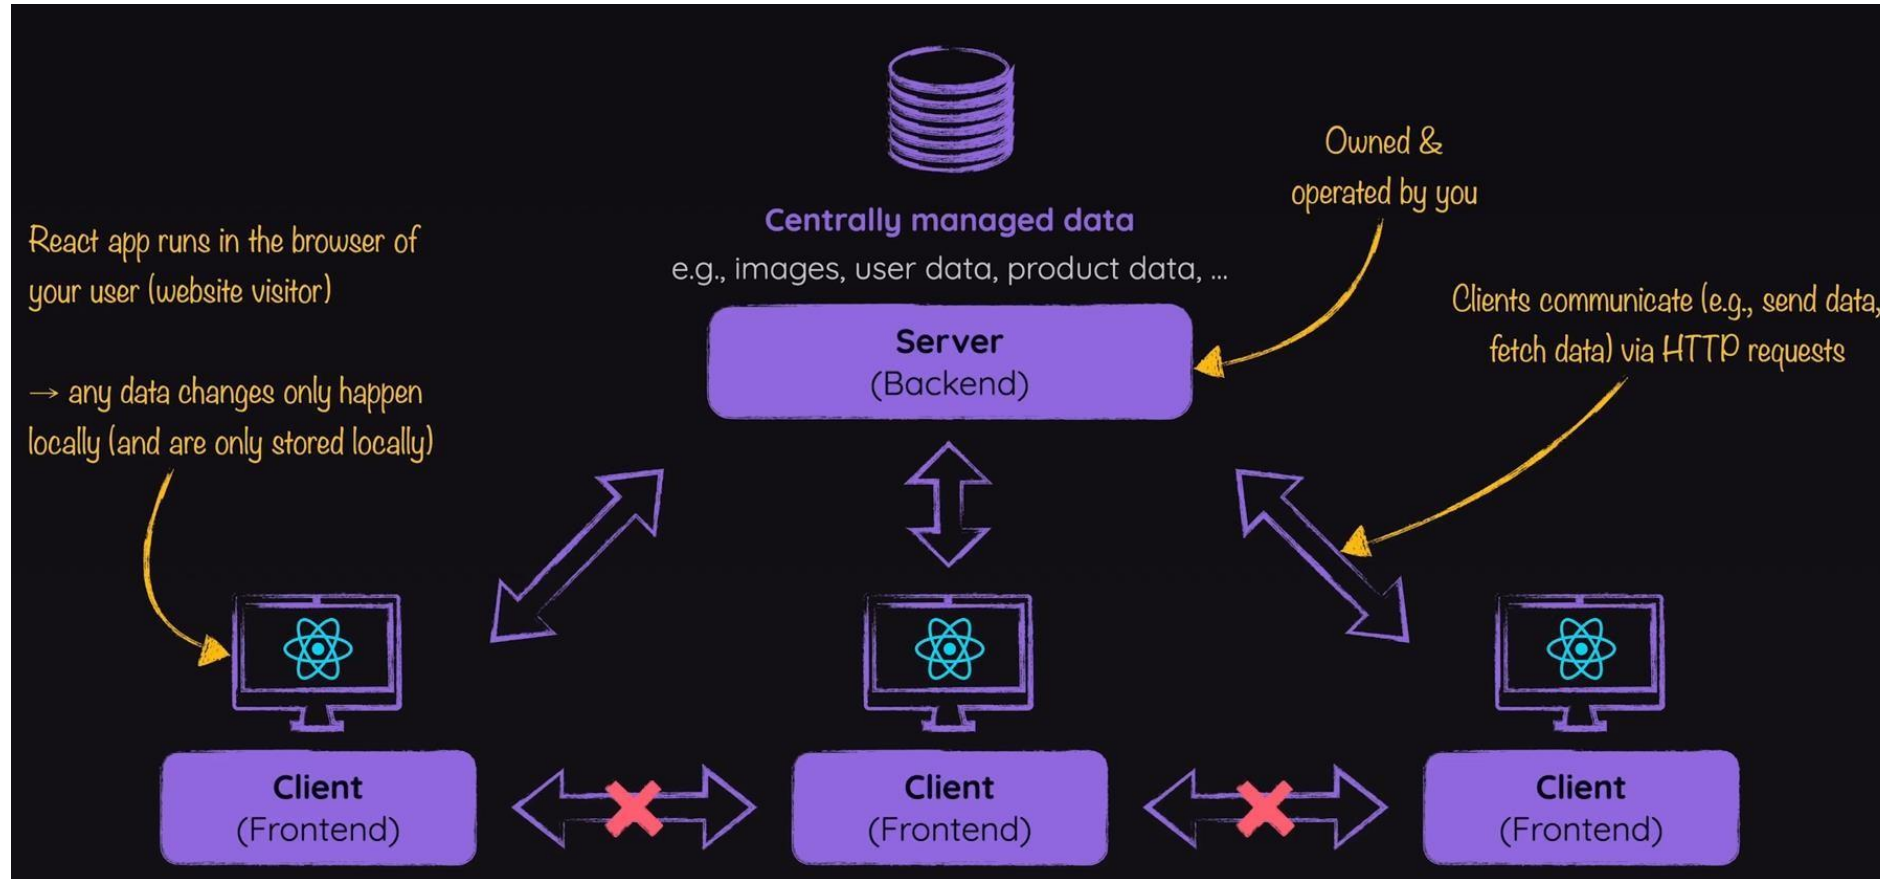 Owned &
operated by you
Centrally managed data
e.g., images, user data, product data, ...
React app runs in the browser of
your user (website visitor)
→ any data changes only happen
locally (and are only stored locally)
Server
(Backend)
Clients communicate (e.g., send data,
fetch data) via HTTP requests
Client
(Frontend)
Client
(Frontend)
Client
(Frontend)